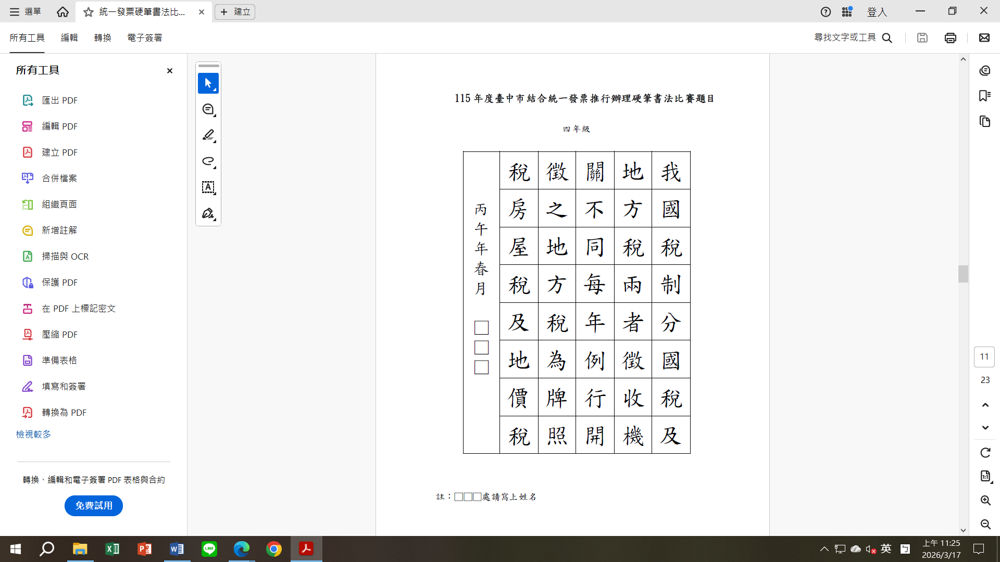 選單
統一發票硬筆書法比...
建立
登入
所有工具
編輯
轉換
電子簽署
尋找文字或工具
所有工具
匯出 PDF
編輯 PDF
建立 PDF
合併檔案
組織頁面
新增註解
掃描與 OCR
保護 PDF
在 PDF 上標記密文
壓縮 PDF
準備表格
填寫和簽署
轉換為 PDF
檢視較多
轉換、編輯和電子簽署 PDF 表格與合約
免費試用
115 年度臺中市結合統一發票推行辦理硬筆書法比賽題目
四年級
我國稅制分國稅及
地方稅兩者徵收機
關不同每年例行開
徵之地方稅為牌照
稅房屋稅及地價稅
丙午年春月 □□□
註：□□□處請寫上姓名
11
23
英
上午 11:25
2026/3/17